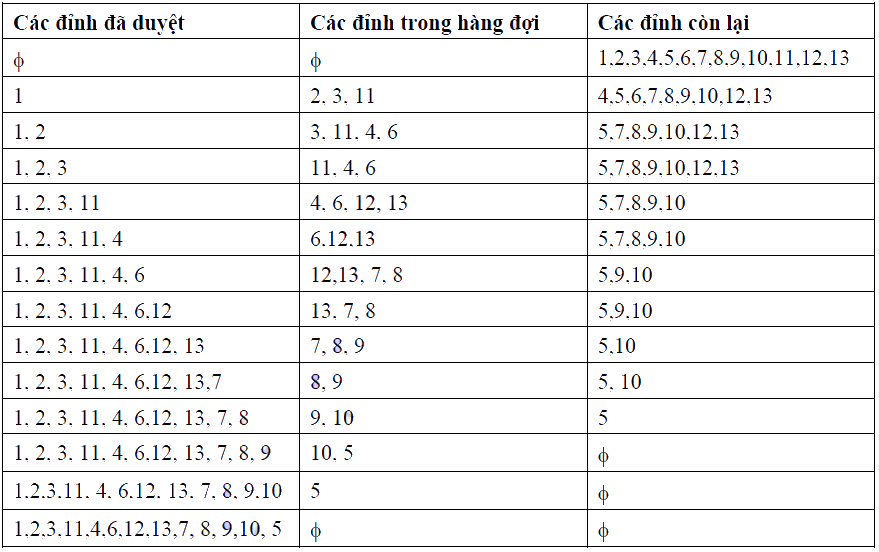 Các đỉnh đã duyệt Các đỉnh trong hàng đợi Các đỉnh còn lại
ϕ ϕ 1,2,3,4,5,6,7,8,9,10,11,12,13
1 2, 3, 11 4,5,6,7,8,9,10,12,13
1, 2 3, 11, 4, 6 5,7,8,9,10,12,13
1, 2, 3 11, 4, 6 5,7,8,9,10,12,13
1, 2, 3, 11 4, 6, 12, 13 5,7,8,9,10
1, 2, 3, 11, 4 6,12,13 5,7,8,9,10
1, 2, 3, 11, 4, 6 12,13, 7, 8 5,9,10
1, 2, 3, 11, 4, 6,12 13, 7, 8 5,9,10
1, 2, 3, 11, 4, 6,12, 13 7, 8, 9 5,10
1, 2, 3, 11, 4, 6,12, 13,7 8, 9 5, 10
1, 2, 3, 11, 4, 6,12, 13, 7, 8 9, 10 5
1, 2, 3, 11, 4, 6,12, 13, 7, 8, 9 10, 5 ϕ
1,2,3,11, 4, 6,12, 13, 7, 8, 9,10 5 ϕ
1,2,3,11,4,6,12,13,7, 8, 9,10, 5 ϕ ϕ